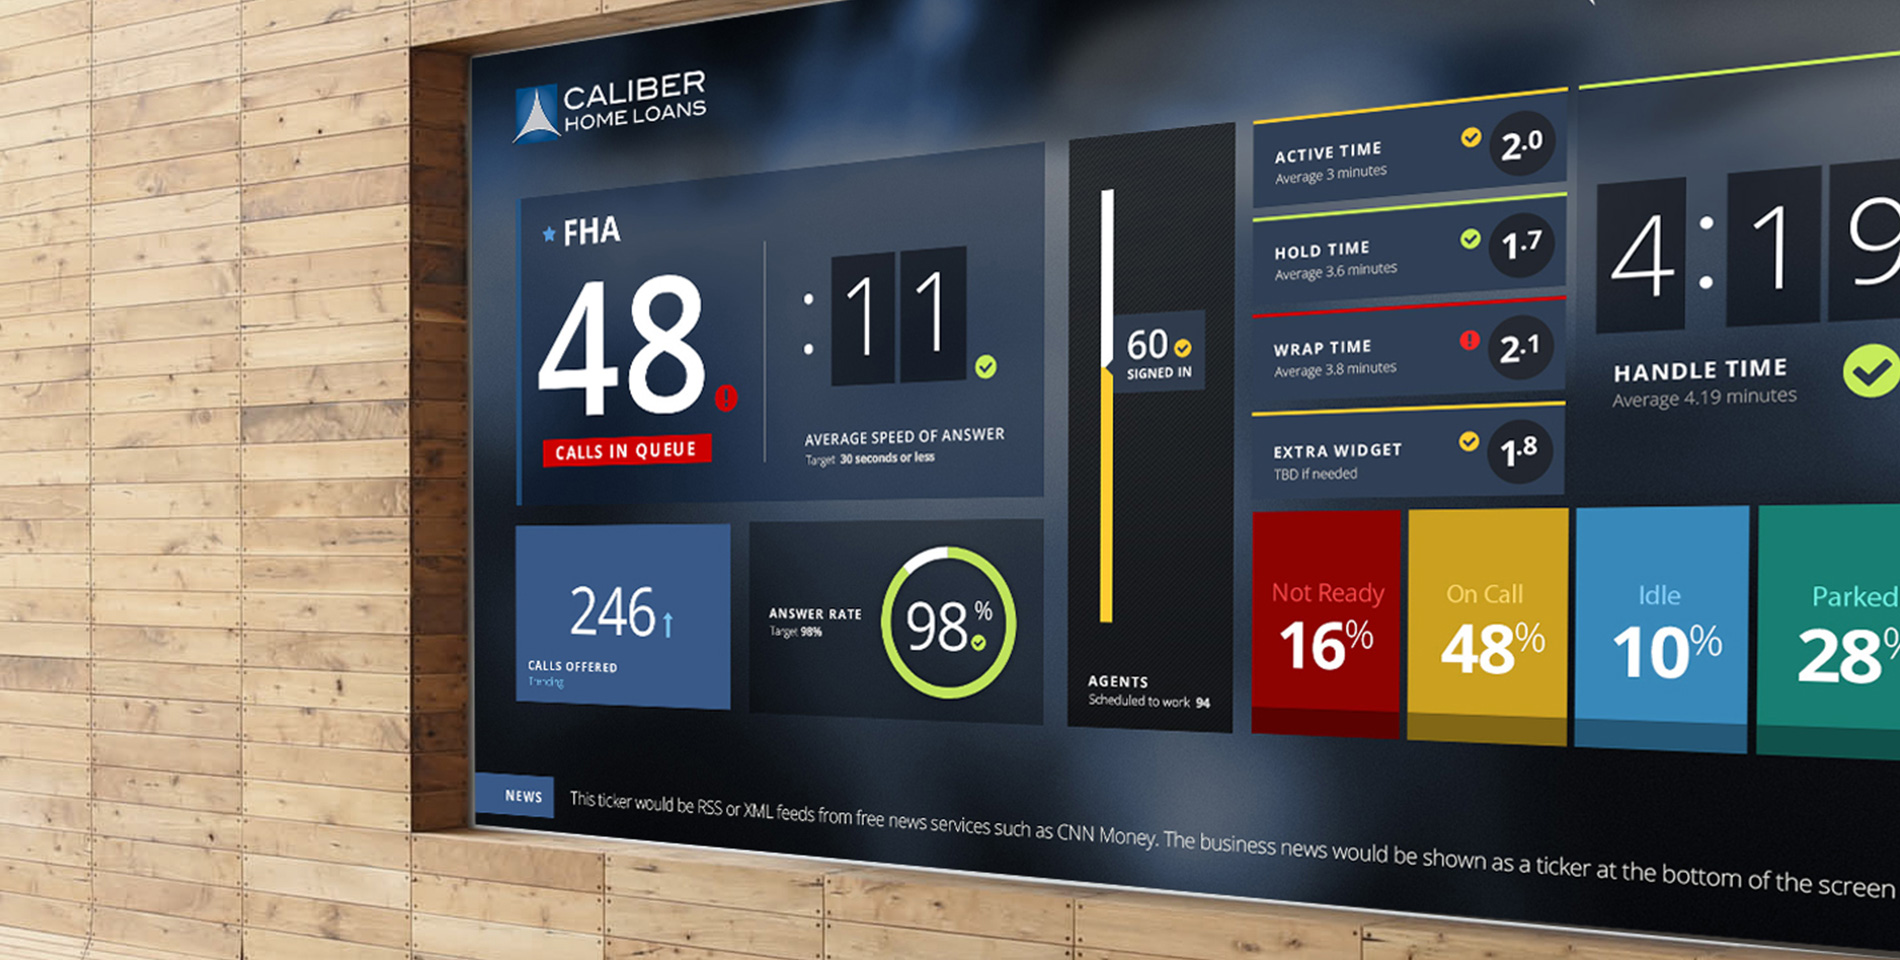 CALIBER
HOME LOANS
FHA
48
CALLS IN QUEUE
:11
AVERAGE SPEED OF ANSWER
Target 30 seconds or less
246
CALLS OFFERED
Trending
ANSWER RATE
Target 98%
98%
60
SIGNED IN
AGENTS
Scheduled to work 94
ACTIVE TIME
Average 3 minutes
2.0
HOLD TIME
Average 3.6 minutes
1.7
WRAP TIME
Average 3.8 minutes
2.1
EXTRA WIDGET
TBD if needed
1.8
4:19
HANDLE TIME
Average 4.19 minutes
Not Ready
16%
On Call
48%
Idle
10%
Parked
28%
NEWS
This ticker would be RSS or XML feeds from free news services such as CNN Money. The business news would be shown as a ticker at the bottom of the screen